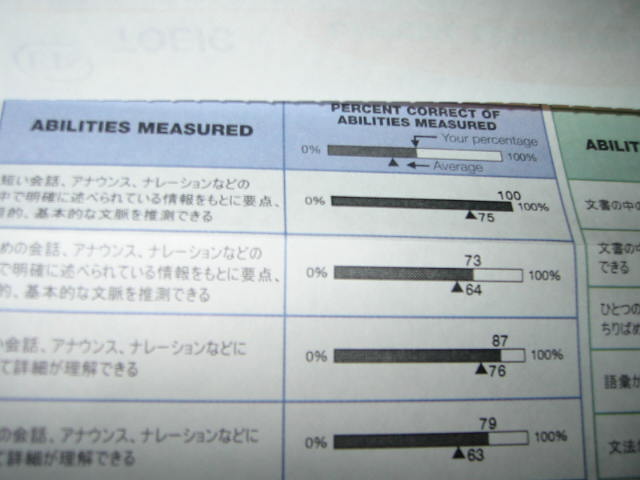 TOEIC
ABILITIES MEASURED
PERCENT CORRECT OF
ABILITIES MEASURED
Your percentage
0%
100%
Average
短い会話、アナウンス、ナレーションなどの
中で明確に述べられている情報をもとに要点、
目的、基本的な文脈を推測できる
0%
100
100%
75
めの会話、アナウンス、ナレーションなどの
で明確に述べられている情報をもとに要点、
的、基本的な文脈を推測できる
0%
73
100%
64
い会話、アナウンス、ナレーションなどに
て詳細が理解できる
0%
87
100%
76
の会話、アナウンス、ナレーションなどに
て詳細が理解できる
0%
79
100%
63
ABILIT
文書の中の
文書の中
できる
ひとつの
ちりばめ
語彙が
文法が